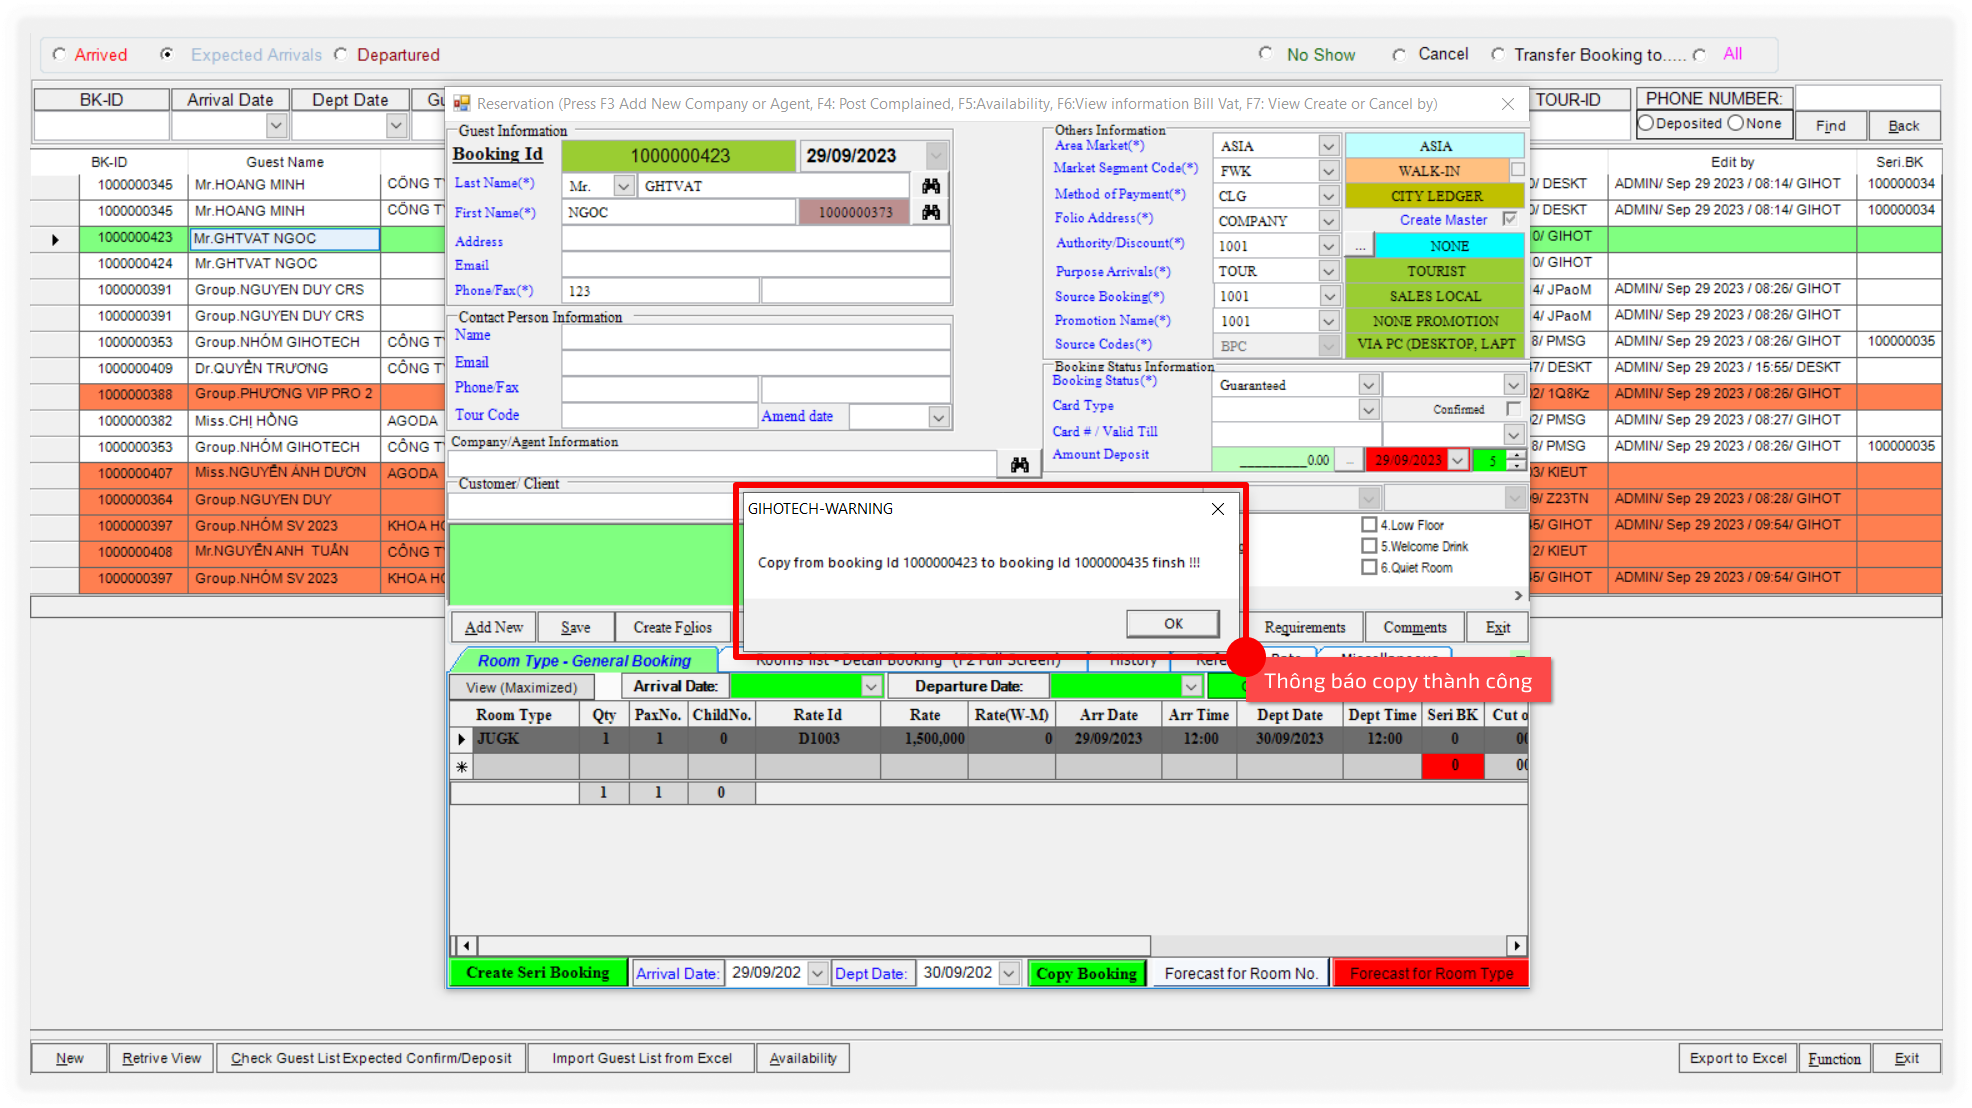 Arrived Expected Arrivals Departured No Show Cancel Transfer Booking to..... All
BK-ID Arrival Date Dept Date TOUR-ID PHONE NUMBER:
Deposited None Find Back
BK-ID Guest Name Edit by Seri.BK
1000000345 Mr.HOANG MINH CÔNG T DESKT ADMIN/ Sep 29 2023 / 08:14/ GIHOT 100000034
1000000345 Mr.HOANG MINH CÔNG T 0/ DESKT ADMIN/ Sep 29 2023 / 08:14/ GIHOT 100000034
1000000423 Mr.GHTVAT NGOC 0/ GIHOT
1000000424 Mr.GHTVAT NGOC 0/ GIHOT
1000000391 Group.NGUYEN DUY CRS 4/ JPaoM ADMIN/ Sep 29 2023 / 08:26/ GIHOT
1000000391 Group.NGUYEN DUY CRS 4/ JPaoM ADMIN/ Sep 29 2023 / 08:26/ GIHOT
1000000353 Group.NHÓM GIHOTECH CÔNG T 8/ PMSG ADMIN/ Sep 29 2023 / 08:26/ GIHOT 100000035
1000000409 Dr.QUYỀN TRƯƠNG CÔNG T 47/ DESKT ADMIN/ Sep 29 2023 / 15:55/ DESKT
1000000388 Group.PHƯƠNG VIP PRO 2 02/ 1Q8Kz ADMIN/ Sep 29 2023 / 08:26/ GIHOT
1000000382 Miss.CHỊ HỒNG AGODA 02/ PMSG ADMIN/ Sep 29 2023 / 08:27/ GIHOT
1000000353 Group.NHÓM GIHOTECH CÔNG T 8/ PMSG ADMIN/ Sep 29 2023 / 08:26/ GIHOT 100000035
1000000407 Miss.NGUYỄN ÁNH DƯƠN AGODA 03/ KIEUT
1000000364 Group.NGUYEN DUY 09/ Z23TN ADMIN/ Sep 29 2023 / 08:28/ GIHOT
1000000397 Group.NHÓM SV 2023 KHOA HO 45/ GIHOT ADMIN/ Sep 29 2023 / 09:54/ GIHOT
1000000408 Mr.NGUYỄN ANH TUẤN CÔNG T 2/ KIEUT
1000000397 Group.NHÓM SV 2023 KHOA HO 45/ GIHOT ADMIN/ Sep 29 2023 / 09:54/ GIHOT
Reservation (Press F3 Add New Company or Agent, F4: Post Complained, F5:Availability, F6:View information Bill Vat, F7: View Create or Cancel by)
Guest Information
Booking Id 1000000423 29/09/2023
Last Name(*) Mr. GHTVAT
First Name(*) NGOC 1000000373
Address
Email
Phone/Fax(*) 123
Contact Person Information
Name
Email
Phone/Fax
Tour Code Amend date
Company/Agent Information
Customer/ Client
Others Information
Area Market(*) ASIA ASIA
Market Segment Code(*) FWK WALK-IN
Method of Payment(*) CLG CITY LEDGER
Folio Address(*) COMPANY Create Master
Authority/Discount(*) 1001 ... NONE
Purpose Arrivals(*) TOUR TOURIST
Source Booking(*) 1001 SALES LOCAL
Promotion Name(*) 1001 NONE PROMOTION
Source Codes(*) BPC VIA PC (DESKTOP, LAPT
Booking Status Information
Booking Status(*) Guaranteed
Card Type Confirmed
Card # / Valid Till
Amount Deposit 0.00 ... 29/09/2023 5
4.Low Floor
5.Welcome Drink
6.Quiet Room
GIHOTECH-WARNING
Copy from booking Id 1000000423 to booking Id 1000000435 finsh !!!
OK
Add New Save Create Folios Requirements Comments Exit
Room Type - General Booking Rooms list - Detail Booking (F2 Full Screen) History Refe Rate Miscellaneous
Thông báo copy thành công
View (Maximized) Arrival Date: Departure Date:
Room Type Qty PaxNo. ChildNo. Rate Id Rate Rate(W-M) Arr Date Arr Time Dept Date Dept Time Seri BK Cut o
JUGK 1 1 0 D1003 1,500,000 0 29/09/2023 12:00 30/09/2023 12:00 0 00
0 00
1 1 0
Create Seri Booking Arrival Date: 29/09/202 Dept Date: 30/09/202 Copy Booking Forecast for Room No. Forecast for Room Type
New Retrive View Check Guest List Expected Confirm/Deposit Import Guest List from Excel Availability Export to Excel Function Exit